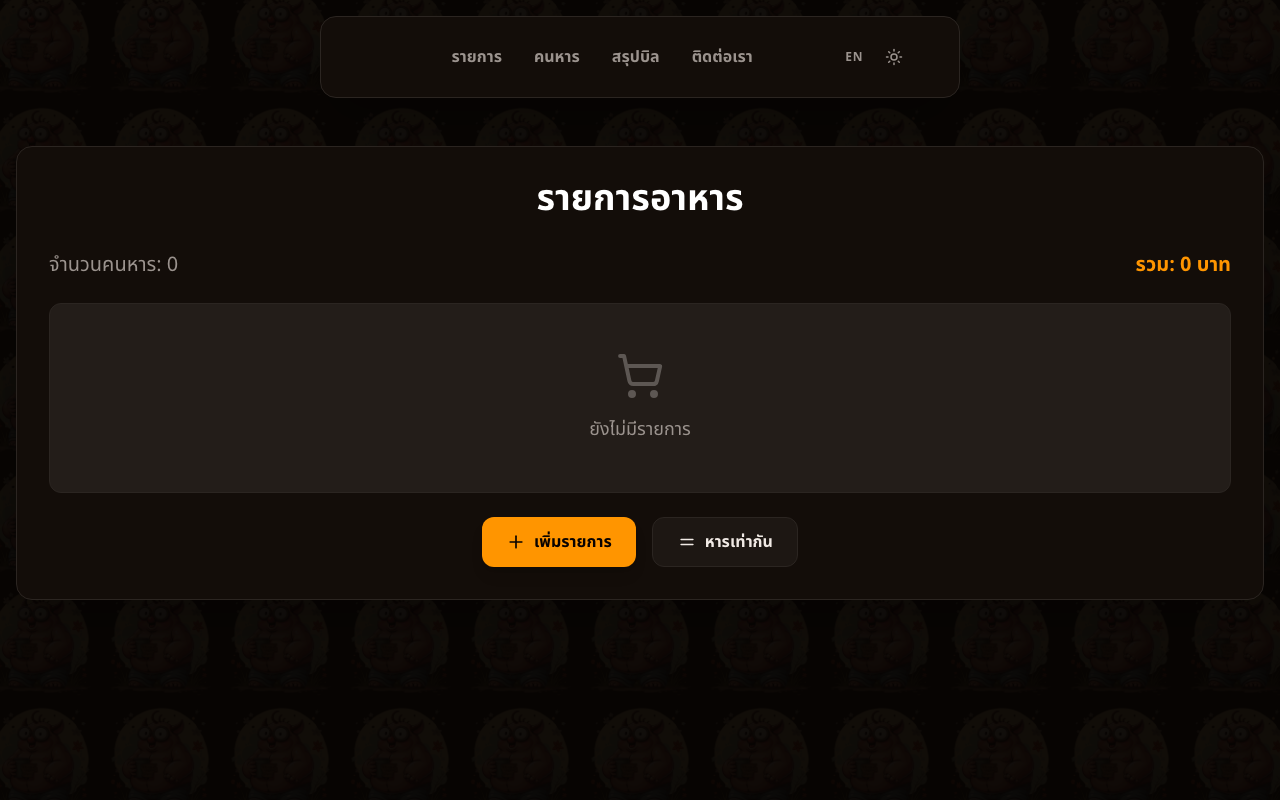 รายการ คนหาร สรุปบิล ติดต่อเรา EN
รายการอาหาร
จำนวนคนหาร: 0 รวม: 0 บาท
ยังไม่มีรายการ
เพิ่มรายการ หารเท่ากัน